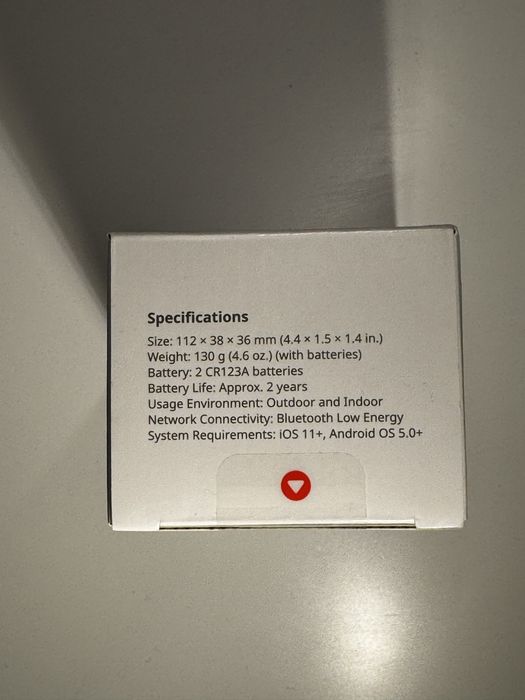 Specifications
Size: 112 × 38 × 36 mm (4.4 × 1.5 × 1.4 in.)
Weight: 130 g (4.6 oz.) (with batteries)
Battery: 2 CR123A batteries
Battery Life: Approx. 2 years
Usage Environment: Outdoor and Indoor
Network Connectivity: Bluetooth Low Energy
System Requirements: iOS 11+, Android OS 5.0+